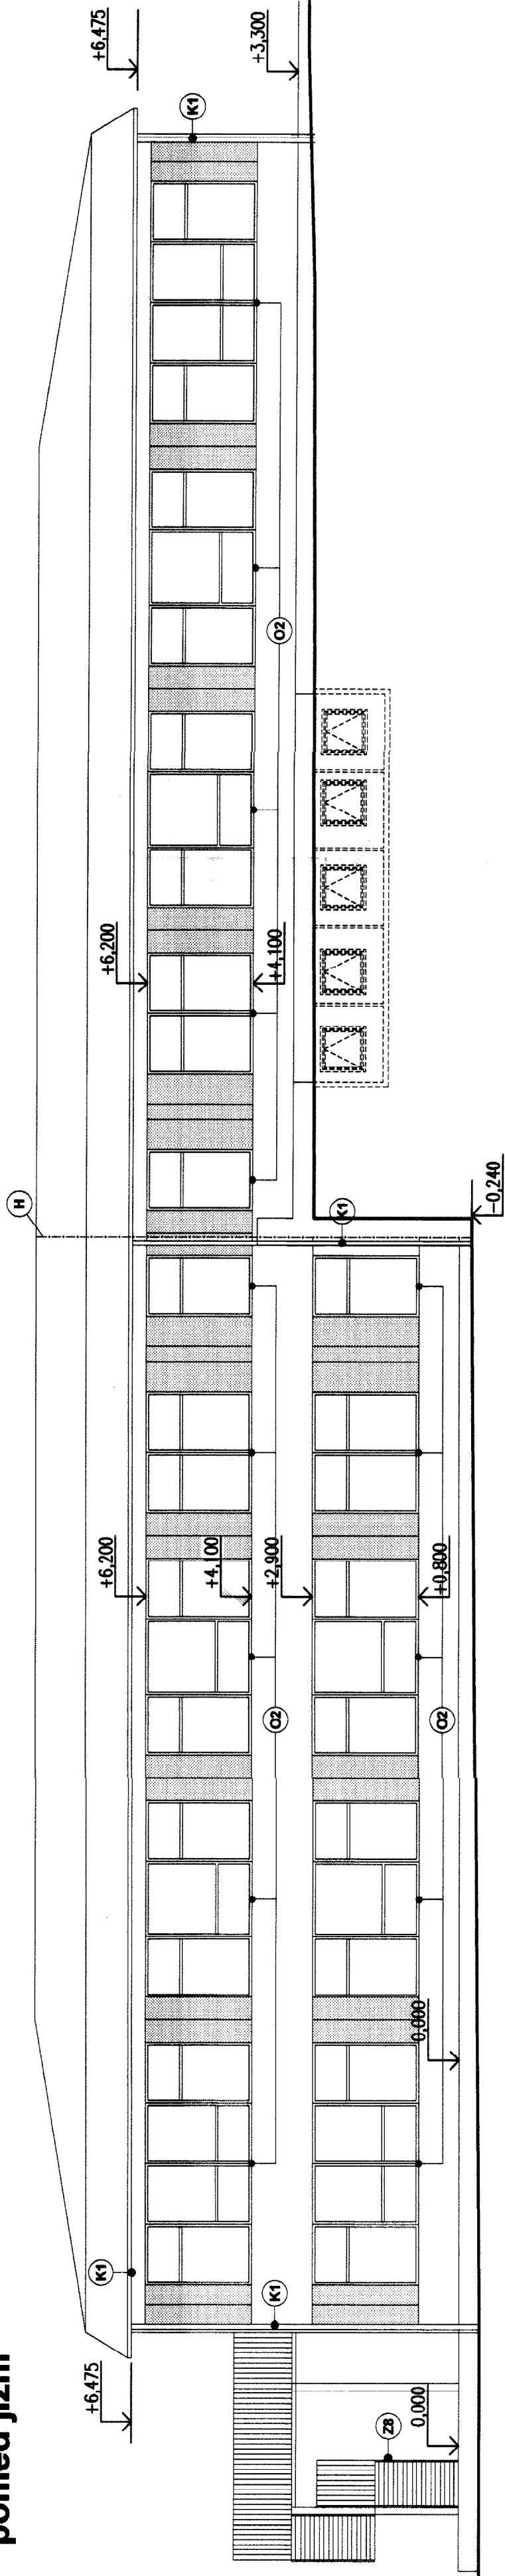 pohled jižní
+6,475
K1
+6,200
H
+6,200
+6,475
K1
+3,300
O2
+4,100
K1
+4,100
+2,900
O2
K1
-0,240
+0,800
O2
0,000
0,000
Z8